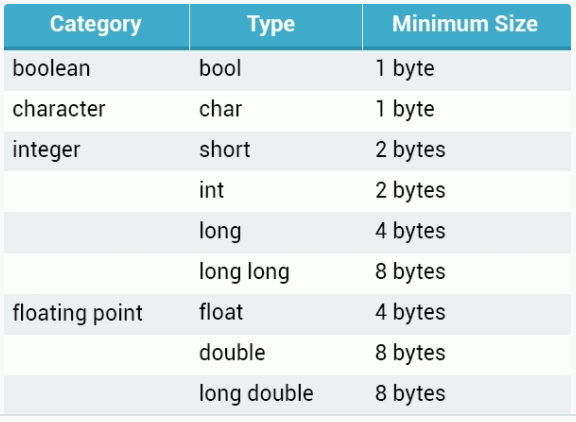 Category Type Minimum Size
boolean bool 1 byte
character char 1 byte
integer short 2 bytes
int 2 bytes
long 4 bytes
long long 8 bytes
floating point float 4 bytes
double 8 bytes
long double 8 bytes